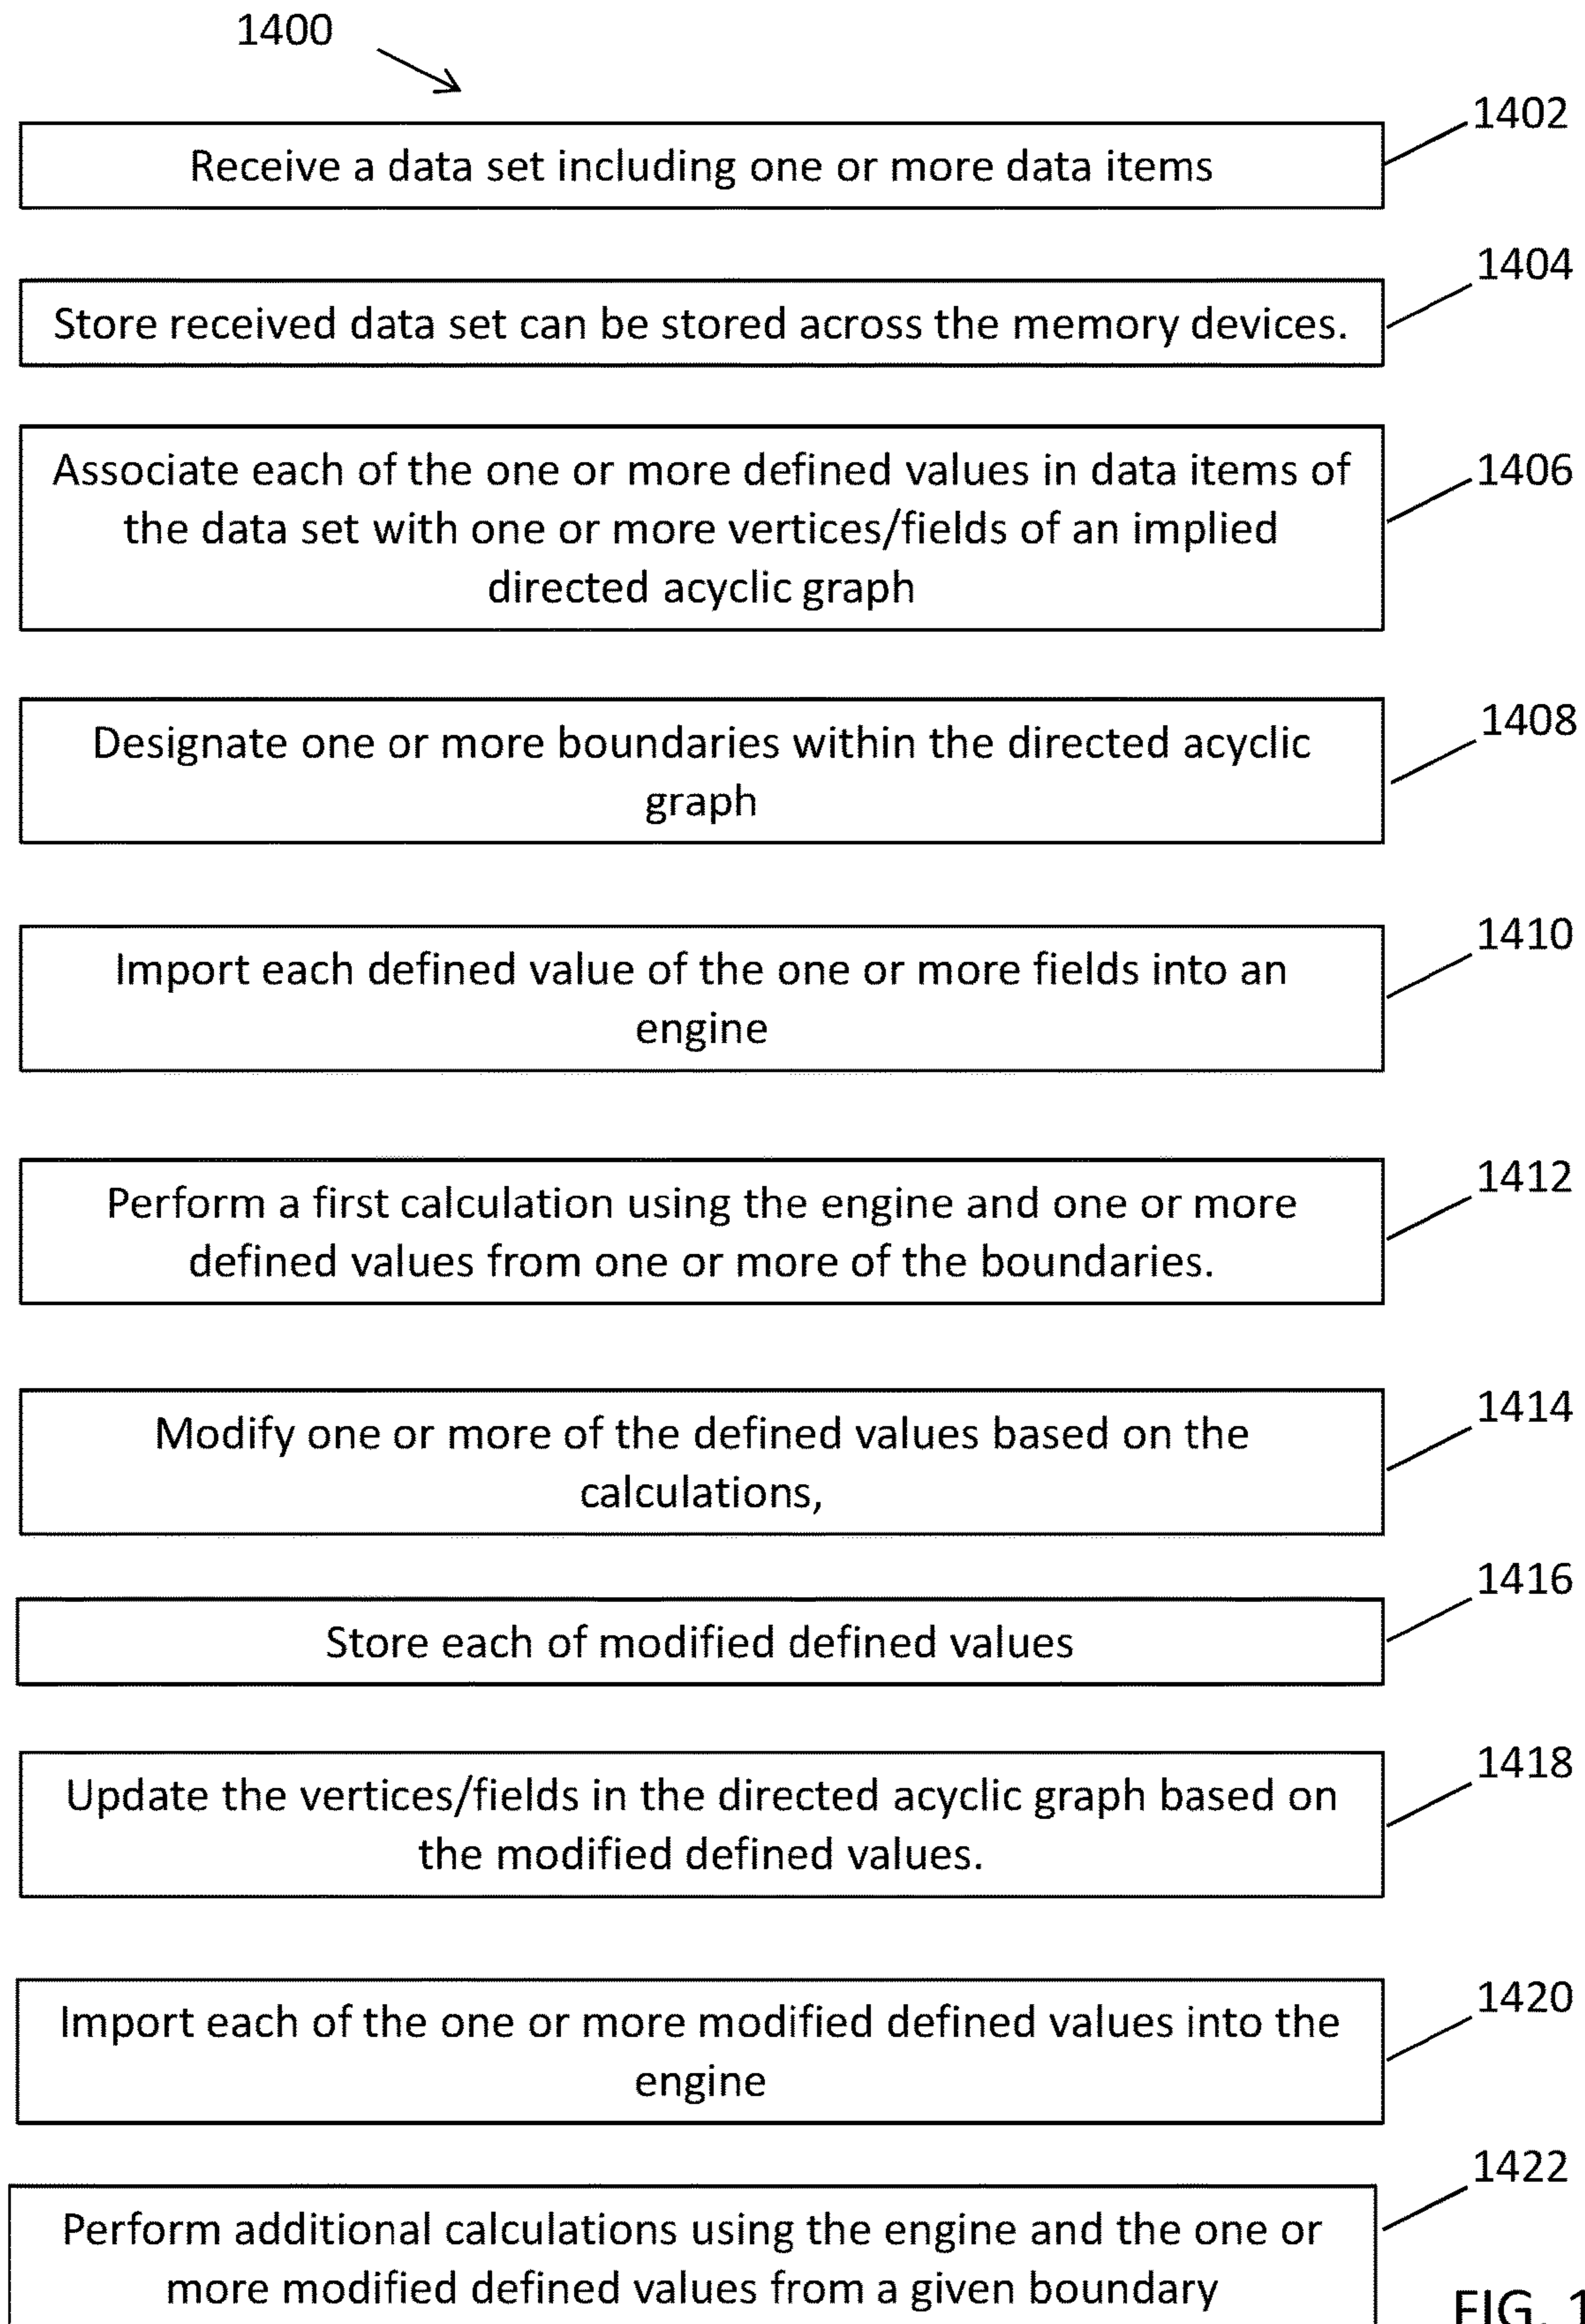 1400
1402
Receive a data set including one or more data items
1404
Store received data set can be stored across the memory devices.
1406
Associate each of the one or more defined values in data items of
the data set with one or more vertices/fields of an implied
directed acyclic graph
1408
Designate one or more boundaries within the directed acyclic
graph
1410
Import each defined value of the one or more fields into an
engine
1412
Perform a first calculation using the engine and one or more
defined values from one or more of the boundaries.
1414
Modify one or more of the defined values based on the
calculations,
1416
Store each of modified defined values
1418
Update the vertices/fields in the directed acyclic graph based on
the modified defined values.
1420
Import each of the one or more modified defined values into the
engine
1422
Perform additional calculations using the engine and the one or
more modified defined values from a given boundary
FIG. 1